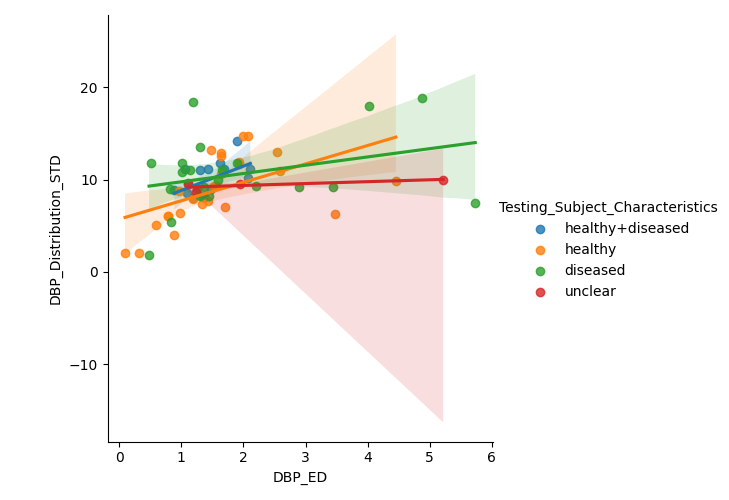 20
10
0
−10
DBP_Distribution_STD
0 1 2 3 4 5 6
DBP_ED
Testing_Subject_Characteristics
healthy+diseased
healthy
diseased
unclear